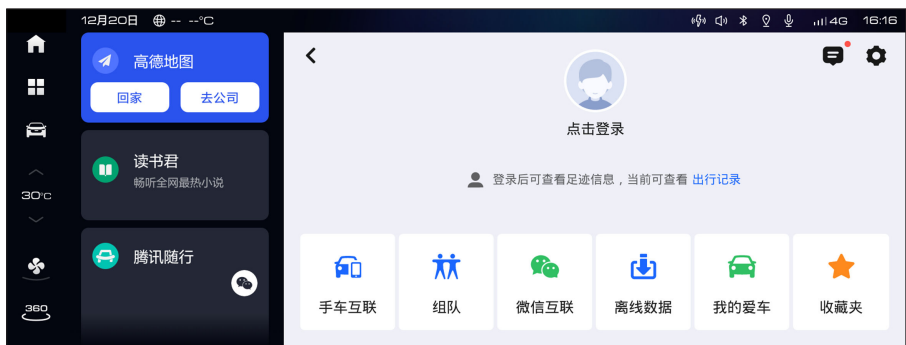 12月20日 -- --°C
4G 16:16
高德地图
回家 去公司
读书君
畅听全网最热小说
腾讯随行
30°C
360
点击登录
登录后可查看足迹信息，当前可查看 出行记录
手车互联 组队 微信互联 离线数据 我的爱车 收藏夹